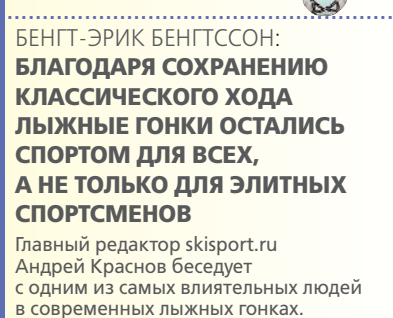 БЕНГТ-ЭРИК БЕНГТССОН:
БЛАГОДАРЯ СОХРАНЕНИЮ
КЛАССИЧЕСКОГО ХОДА
ЛЫЖНЫЕ ГОНКИ ОСТАЛИСЬ
СПОРТОМ ДЛЯ ВСЕХ,
А НЕ ТОЛЬКО ДЛЯ ЭЛИТНЫХ
СПОРТСМЕНОВ
Главный редактор skisport.ru
Андрей Краснов беседует
с одним из самых влиятельных людей
в современных лыжных гонках.